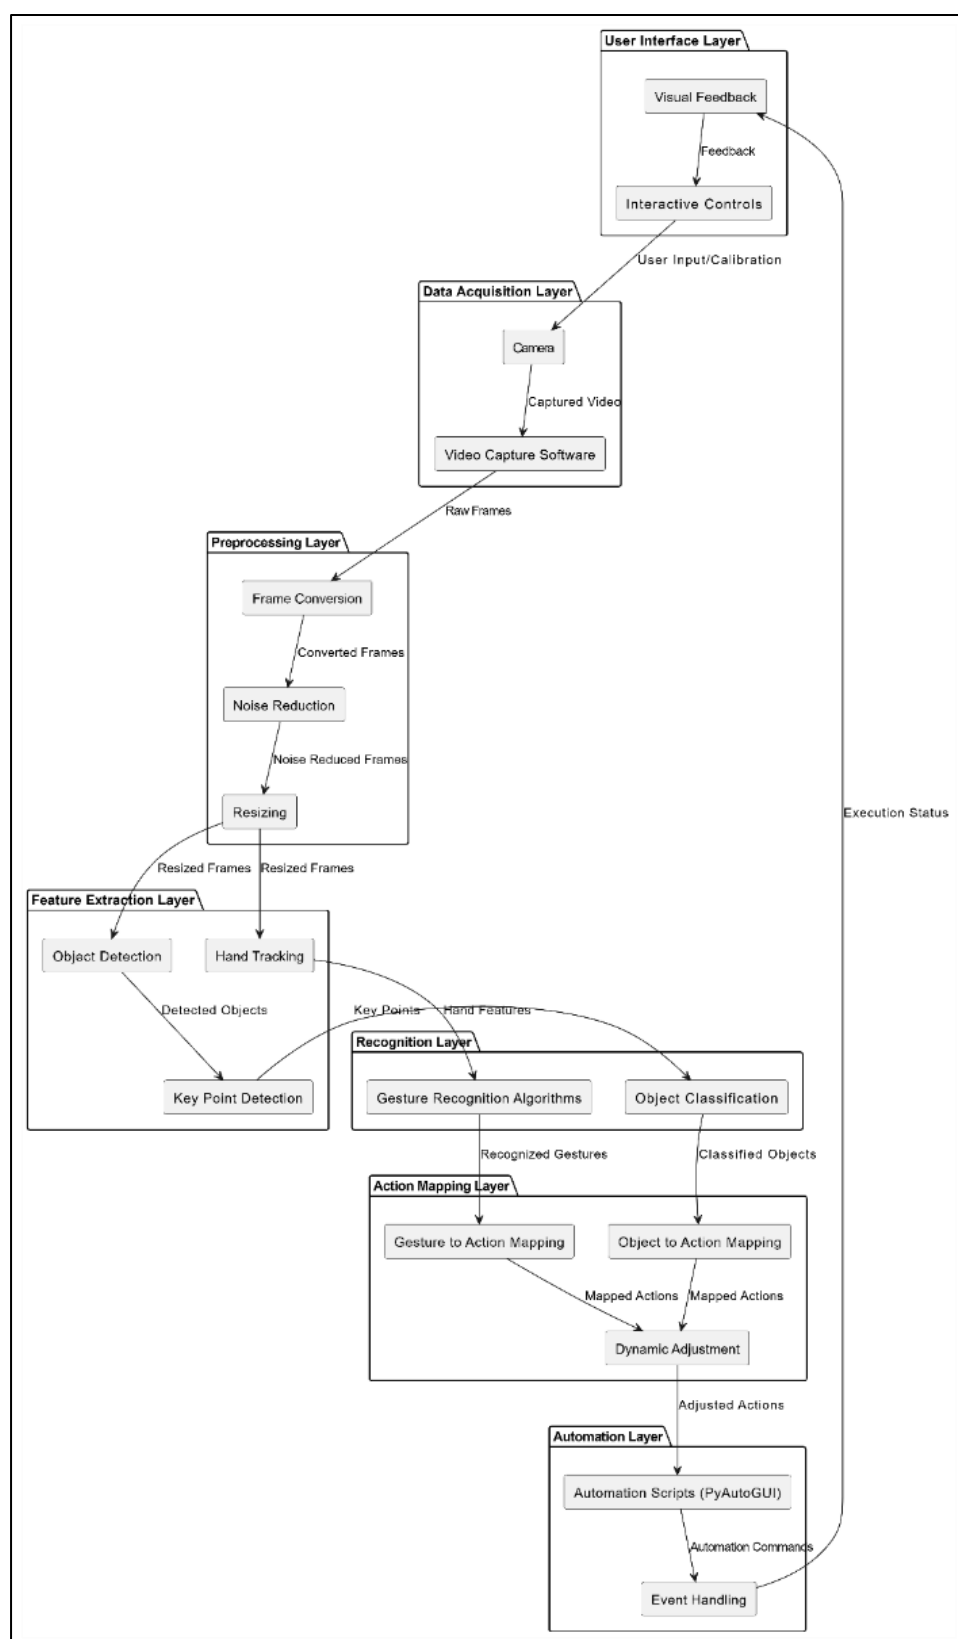 User Interface Layer
Visual Feedback
Feedback
Interactive Controls
User Input/Calibration
Data Acquisition Layer
Camera
Captured Video
Video Capture Software
Raw Frames
Preprocessing Layer
Frame Conversion
Converted Frames
Noise Reduction
Noise Reduced Frames
Resizing
Execution Status
Resized Frames Resized Frames
Feature Extraction Layer
Object Detection Hand Tracking
Detected Objects Key Points Hand Features
Recognition Layer
Key Point Detection Gesture Recognition Algorithms Object Classification
Recognized Gestures Classified Objects
Action Mapping Layer
Gesture to Action Mapping Object to Action Mapping
Mapped Actions Mapped Actions
Dynamic Adjustment
Adjusted Actions
Automation Layer
Automation Scripts (PyAutoGUI)
Automation Commands
Event Handling